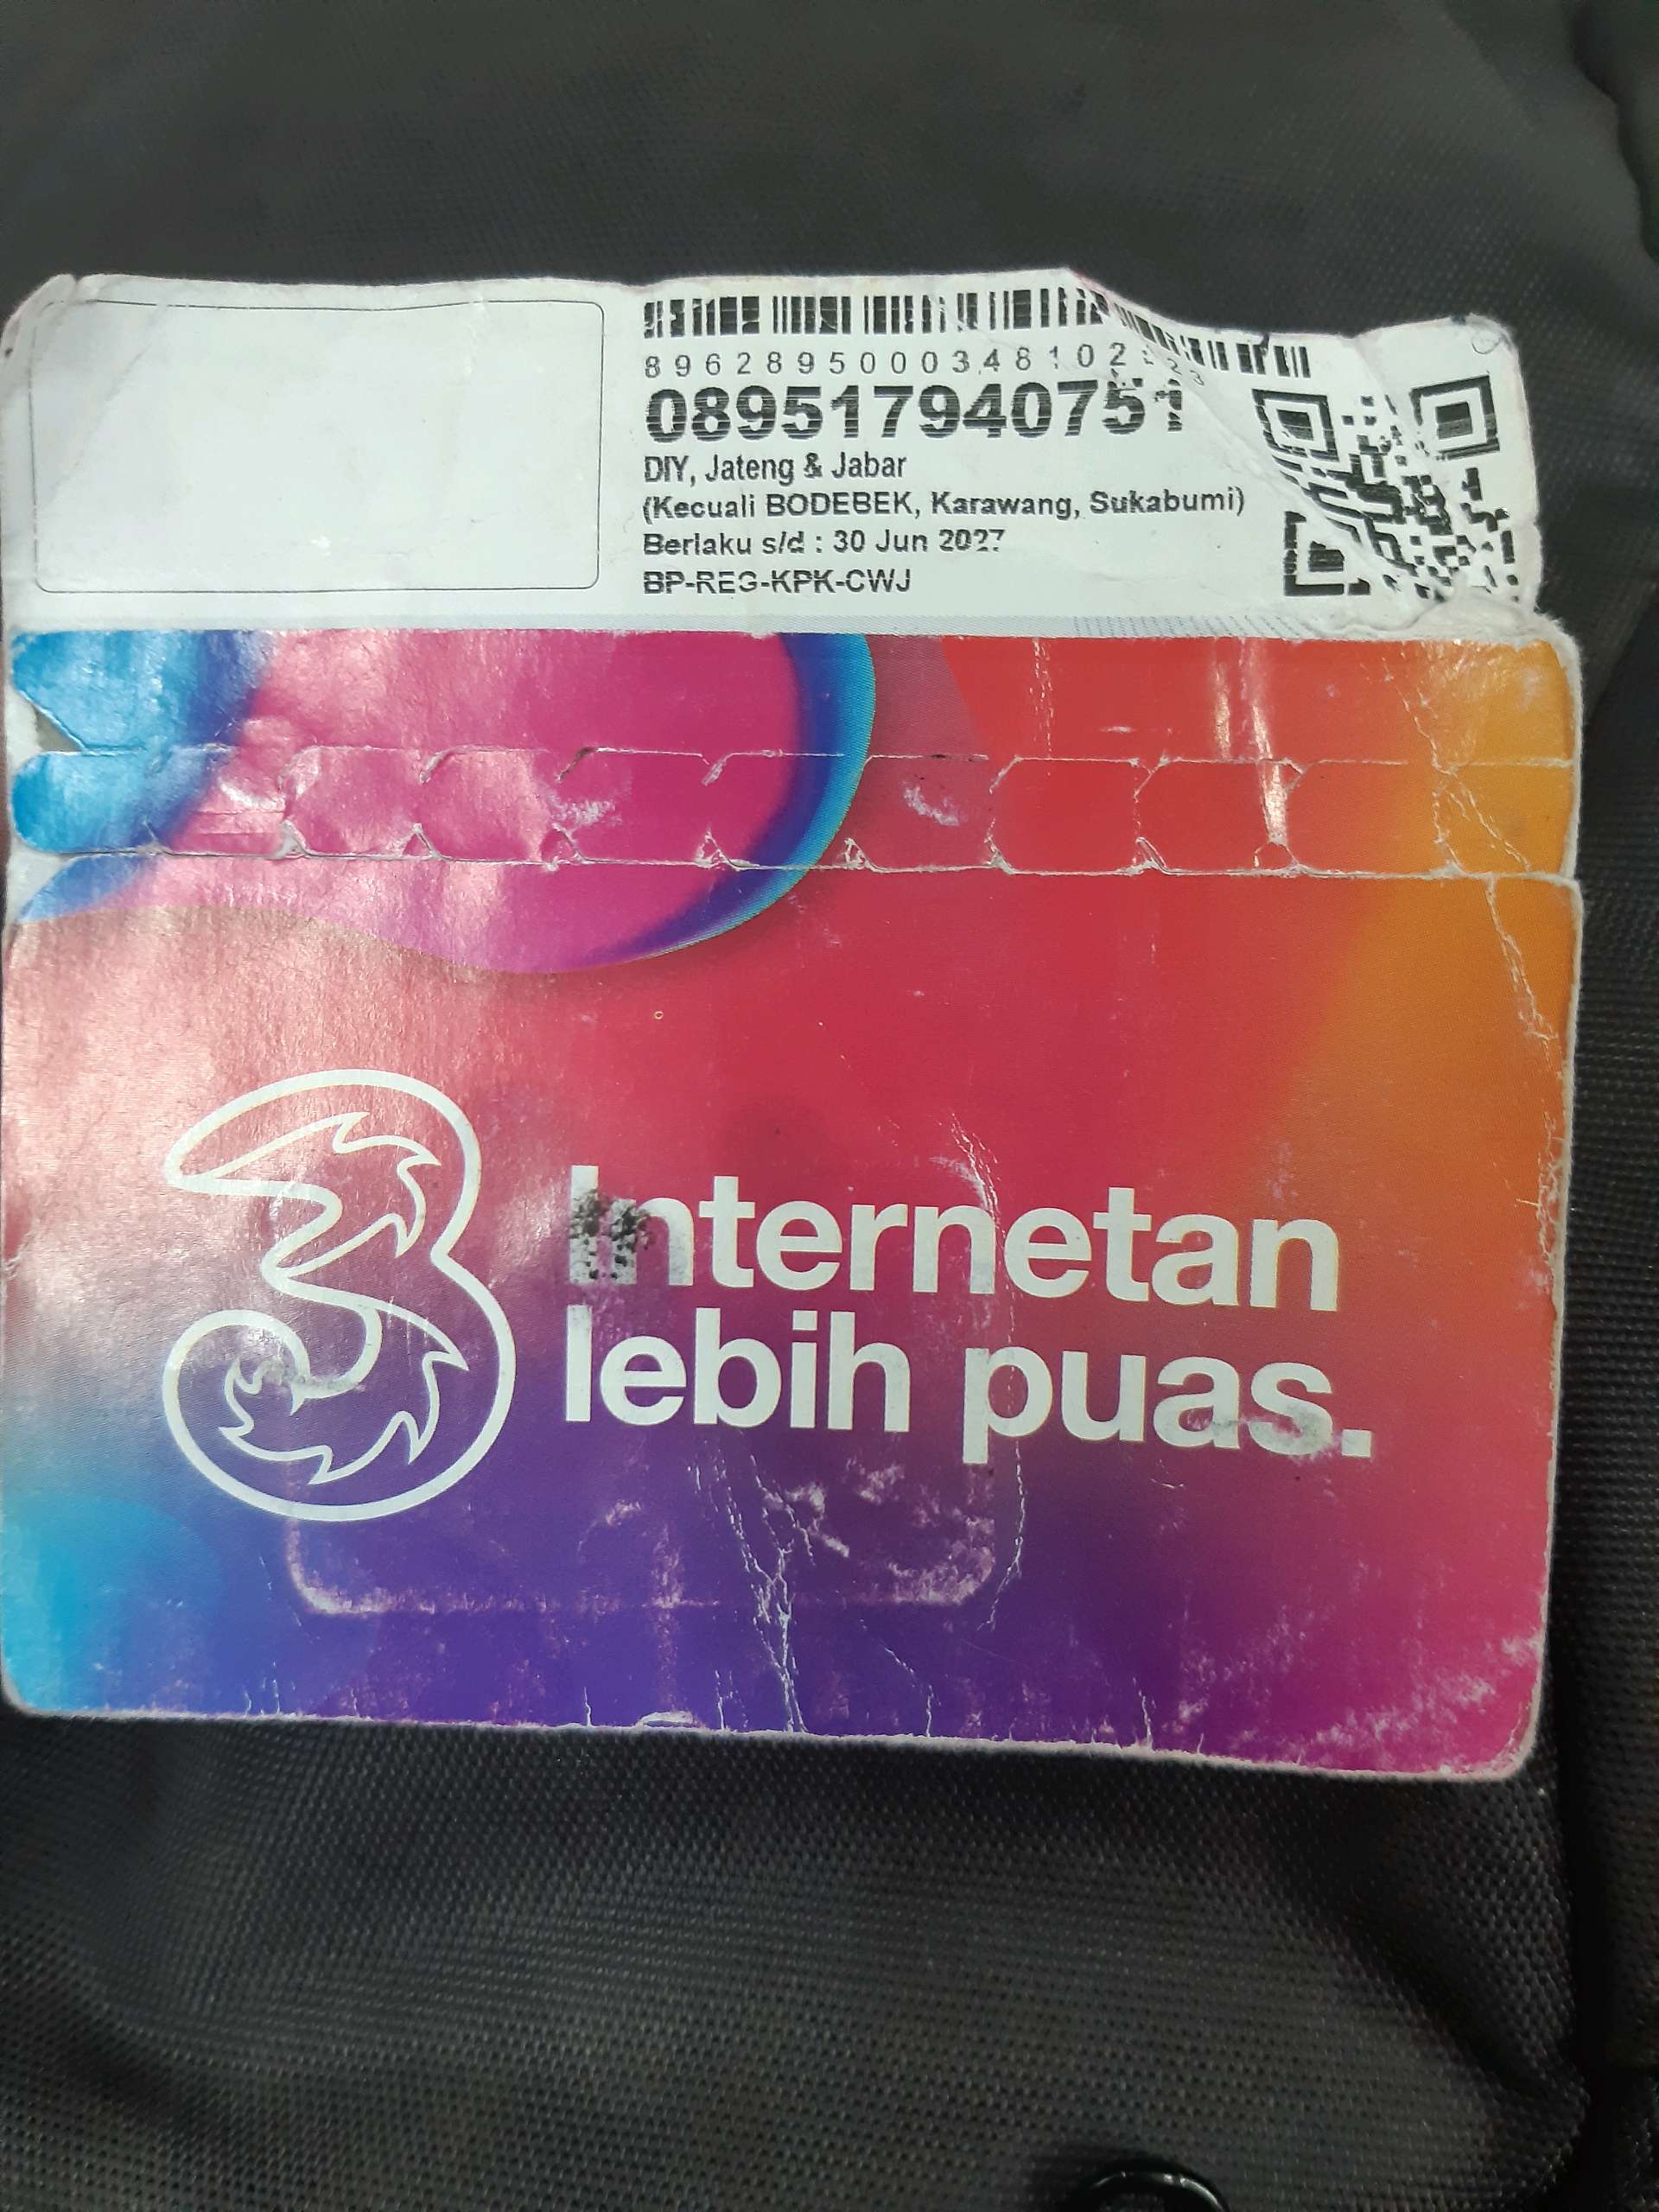 089517940751
DIY, Jateng & Jabar
(Kecuali BODEBEK, Karawang, Sukabumi)
Berlaku s/d : 30 Jun 2027
BP-REG-KPK-CWJ
3
Internetan
lebih puas.